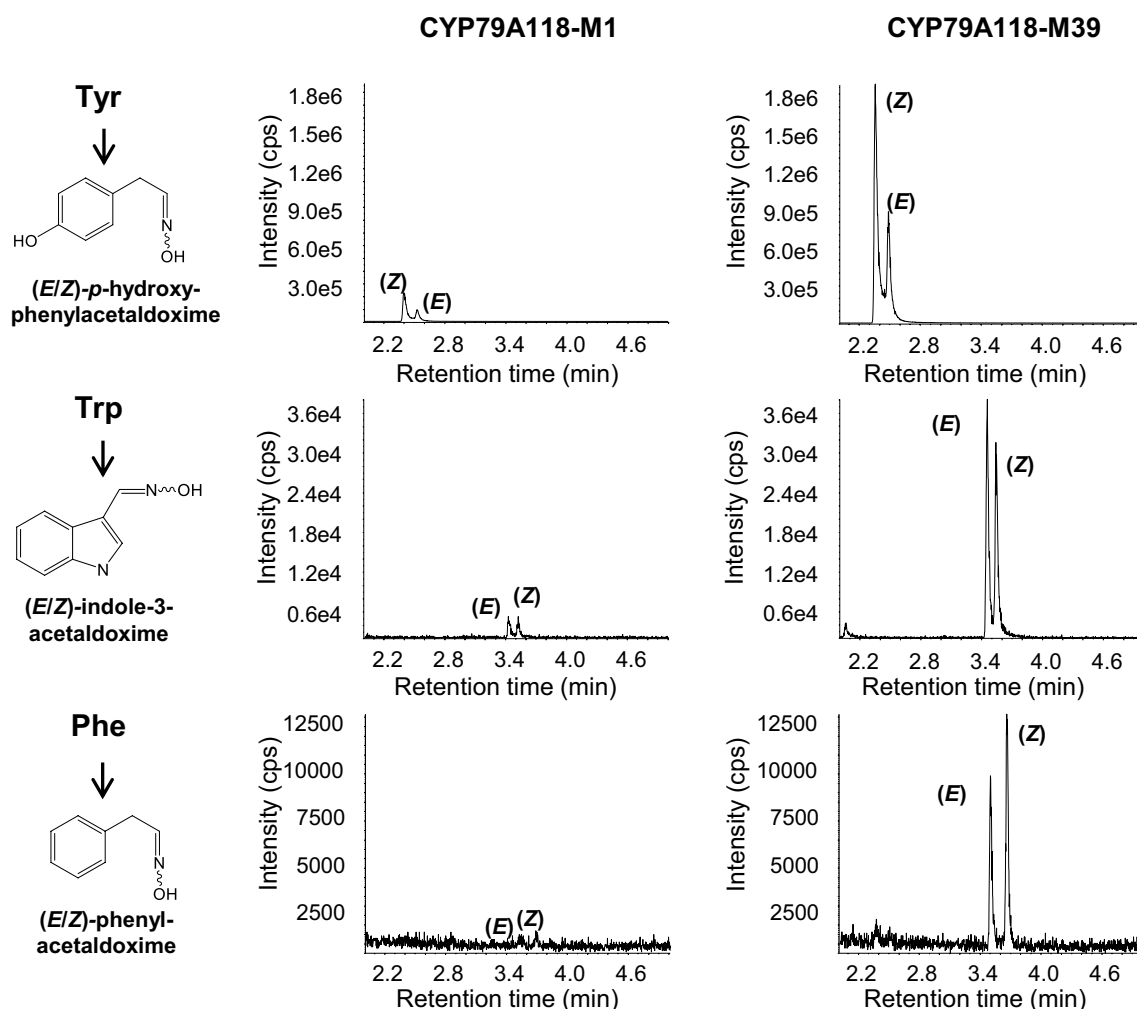 CYP79A118-M1
CYP79A118-M39
Tyr
HO
N
OH
(E/Z)-p-hydroxy-
phenylacetaldoxime
Intensity (cps)
1.8e6
1.5e6
1.2e6
9.0e5
6.0e5
3.0e5
(Z)
(E)
2.2 2.8 3.4 4.0 4.6
Retention time (min)
Intensity (cps)
1.8e6
1.5e6
1.2e6
9.0e5
6.0e5
3.0e5
(Z)
(E)
2.2 2.8 3.4 4.0 4.6
Retention time (min)
Trp
N
OH
N
(E/Z)-indole-3-
acetaldoxime
Intensity (cps)
3.6e4
3.0e4
2.4e4
1.8e4
1.2e4
0.6e4
(E)
(Z)
2.2 2.8 3.4 4.0 4.6
Retention time (min)
Intensity (cps)
3.6e4
3.0e4
2.4e4
1.8e4
1.2e4
0.6e4
(E)
(Z)
2.2 2.8 3.4 4.0 4.6
Retention time (min)
Phe
N
OH
(E/Z)-phenyl-
acetaldoxime
Intensity (cps)
12500
10000
7500
5000
2500
(E)
(Z)
2.2 2.8 3.4 4.0 4.6
Retention time (min)
Intensity (cps)
12500
10000
7500
5000
2500
(E)
(Z)
2.2 2.8 3.4 4.0 4.6
Retention time (min)